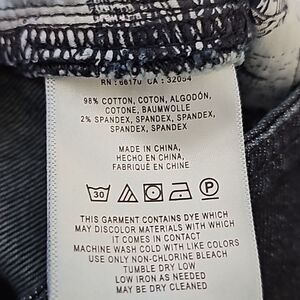 RN : 66170 CA : 32054
98% COTTON, COTON, ALGODÓN,
COTONE, BAUMWOLLE
2% SPANDEX, SPANDEX, SPANDEX,
SPANDEX, SPANDEX
MADE IN CHINA,
HECHO EN CHINA,
FABRIQUÉ EN CHINE
30 P
THIS GARMENT CONTAINS DYE WHICH
MAY DISCOLOR MATERIALS WITH WHICH
IT COMES IN CONTACT
MACHINE WASH COLD WITH LIKE COLORS
USE ONLY NON-CHLORINE BLEACH
TUMBLE DRY LOW
LOW IRON AS NEEDED
MAY BE DRY CLEANED